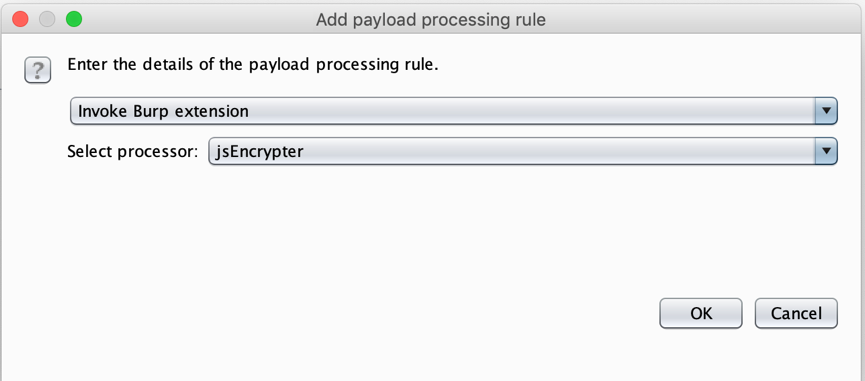 Add payload processing rule
?
Enter the details of the payload processing rule.
Invoke Burp extension
Select processor: jsEncrypter
OK Cancel